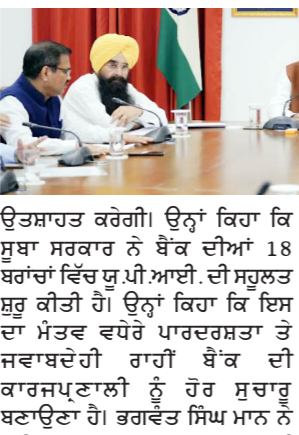 ਉਤਸ਼ਾਹਤ ਕਰੇਗੀ। ਉਨ੍ਹਾਂ ਕਿਹਾ ਕਿ
ਸੂਬਾ ਸਰਕਾਰ ਨੇ ਬੈਂਕ ਦੀਆਂ 18
ਬਰਾਂਚਾਂ ਵਿੱਚ ਯੂ.ਪੀ.ਆਈ. ਦੀ ਸਹੂਲਤ
ਸ਼ੁਰੂ ਕੀਤੀ ਹੈ। ਉਨ੍ਹਾਂ ਕਿਹਾ ਕਿ ਇਸ
ਦਾ ਮੰਤਵ ਵਧੇਰੇ ਪਾਰਦਰਸ਼ਤਾ ਤੇ
ਜਵਾਬਦੇਹੀ ਰਾਹੀਂ ਬੈਂਕ ਦੀ
ਕਾਰਜਪ੍ਰਣਾਲੀ ਨੂੰ ਹੋਰ ਸੁਚਾਰੂ
ਬਣਾਉਣਾ ਹੈ। ਭਗਵੰਤ ਸਿੰਘ ਮਾਨ ਨੇ